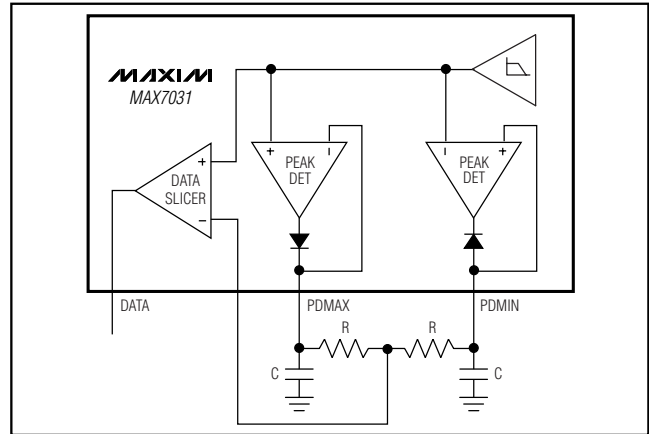 MAXIM
MAX7031
+
–
DATA
SLICER
+ –
PEAK
DET
– +
PEAK
DET
DATA
PDMAX
PDMIN
R
R
C
C